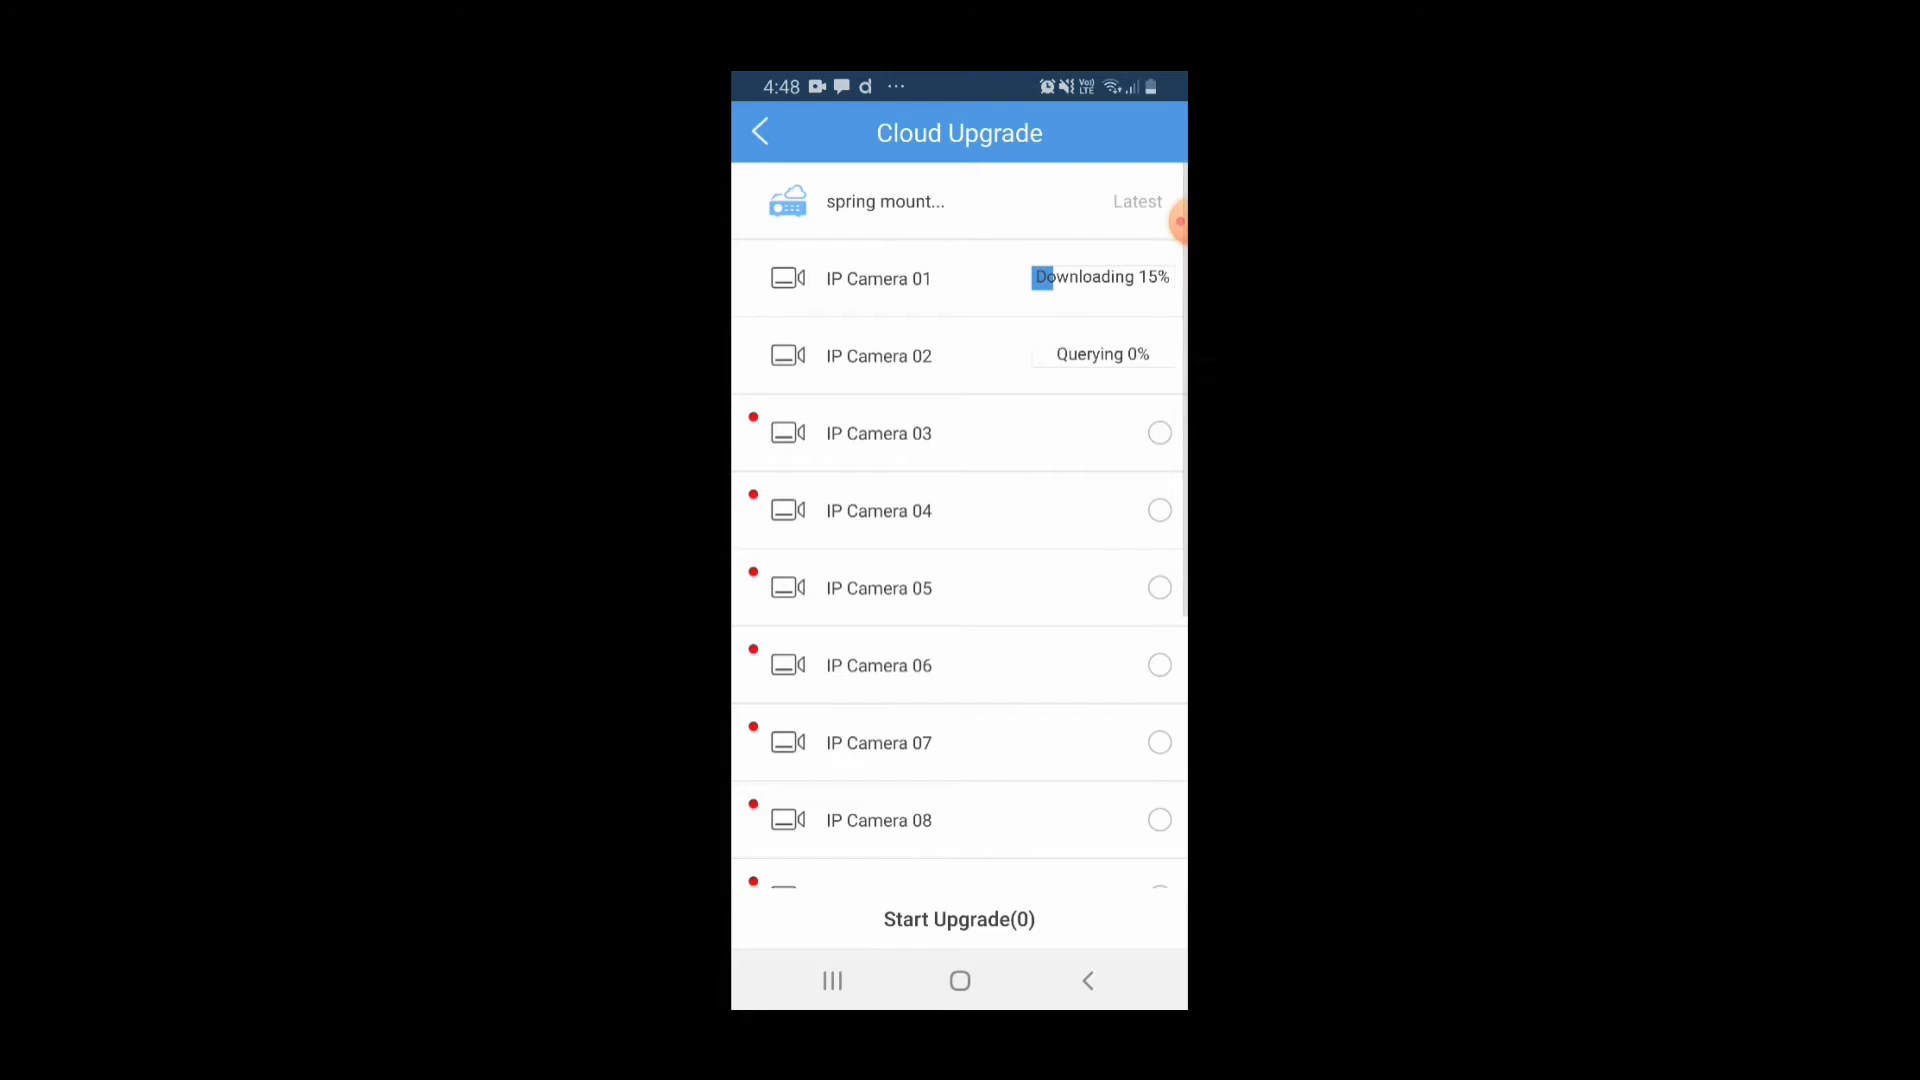 4:48
Vo)) LTE
Cloud Upgrade
spring mount... Latest
IP Camera 01 Downloading 15%
IP Camera 02 Querying 0%
IP Camera 03
IP Camera 04
IP Camera 05
IP Camera 06
IP Camera 07
IP Camera 08
Start Upgrade(0)